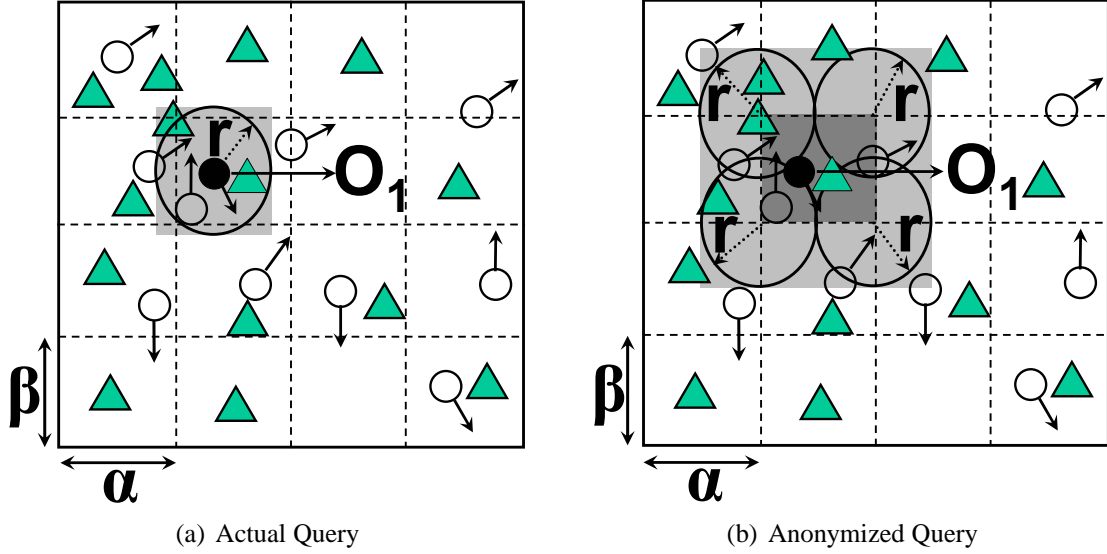 r
O1
β
α
(a) Actual Query
r
r
O1
r
r
β
α
(b) Anonymized Query